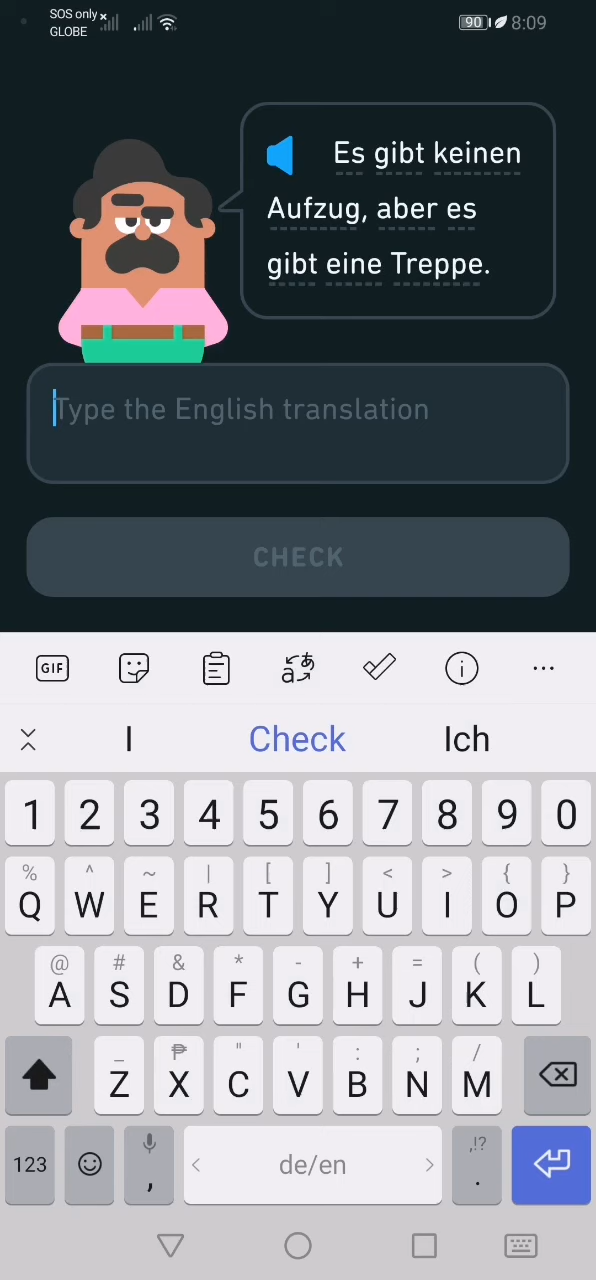 SOS only
GLOBE
90 8:09
Es gibt keinen
Aufzug, aber es
gibt eine Treppe.
Type the English translation
CHECK
GIF
I Check Ich
1 2 3 4 5 6 7 8 9 0
% ^ ~ | [ ] < > { }
Q W E R T Y U I O P
@ # & * - + = ( )
A S D F G H J K L
_ ₱ " ' : ; /
Z X C V B N M
,!?
123 , de/en .